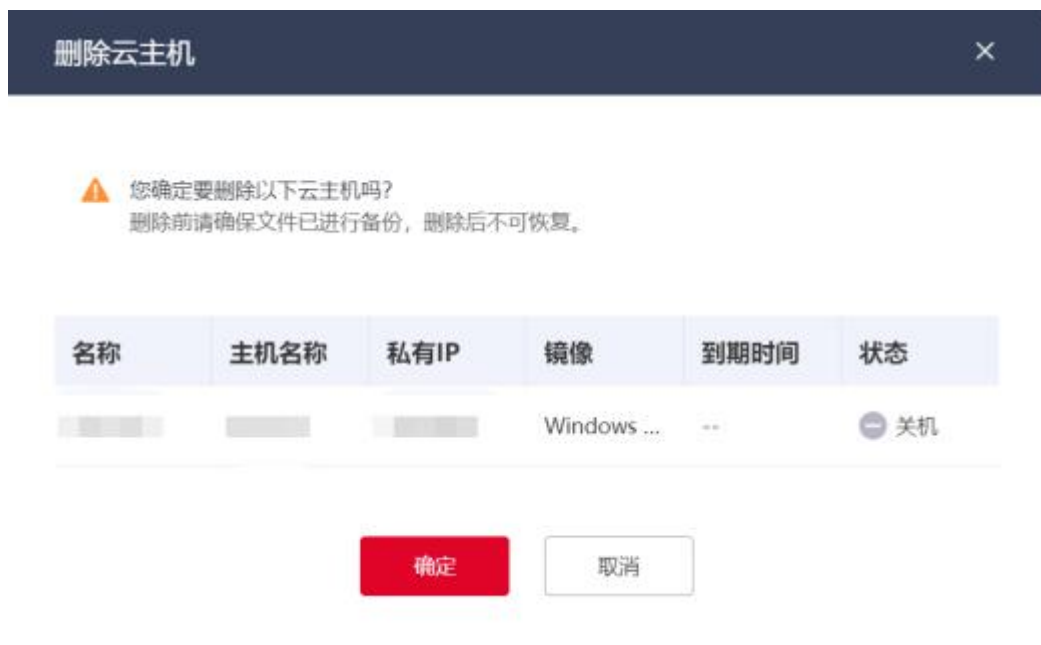 删除云主机
您确定要删除以下云主机吗?
删除前请确保文件已进行备份，删除后不可恢复。
名称 主机名称 私有IP 镜像 到期时间 状态
Windows ... -- 关机
确定 取消